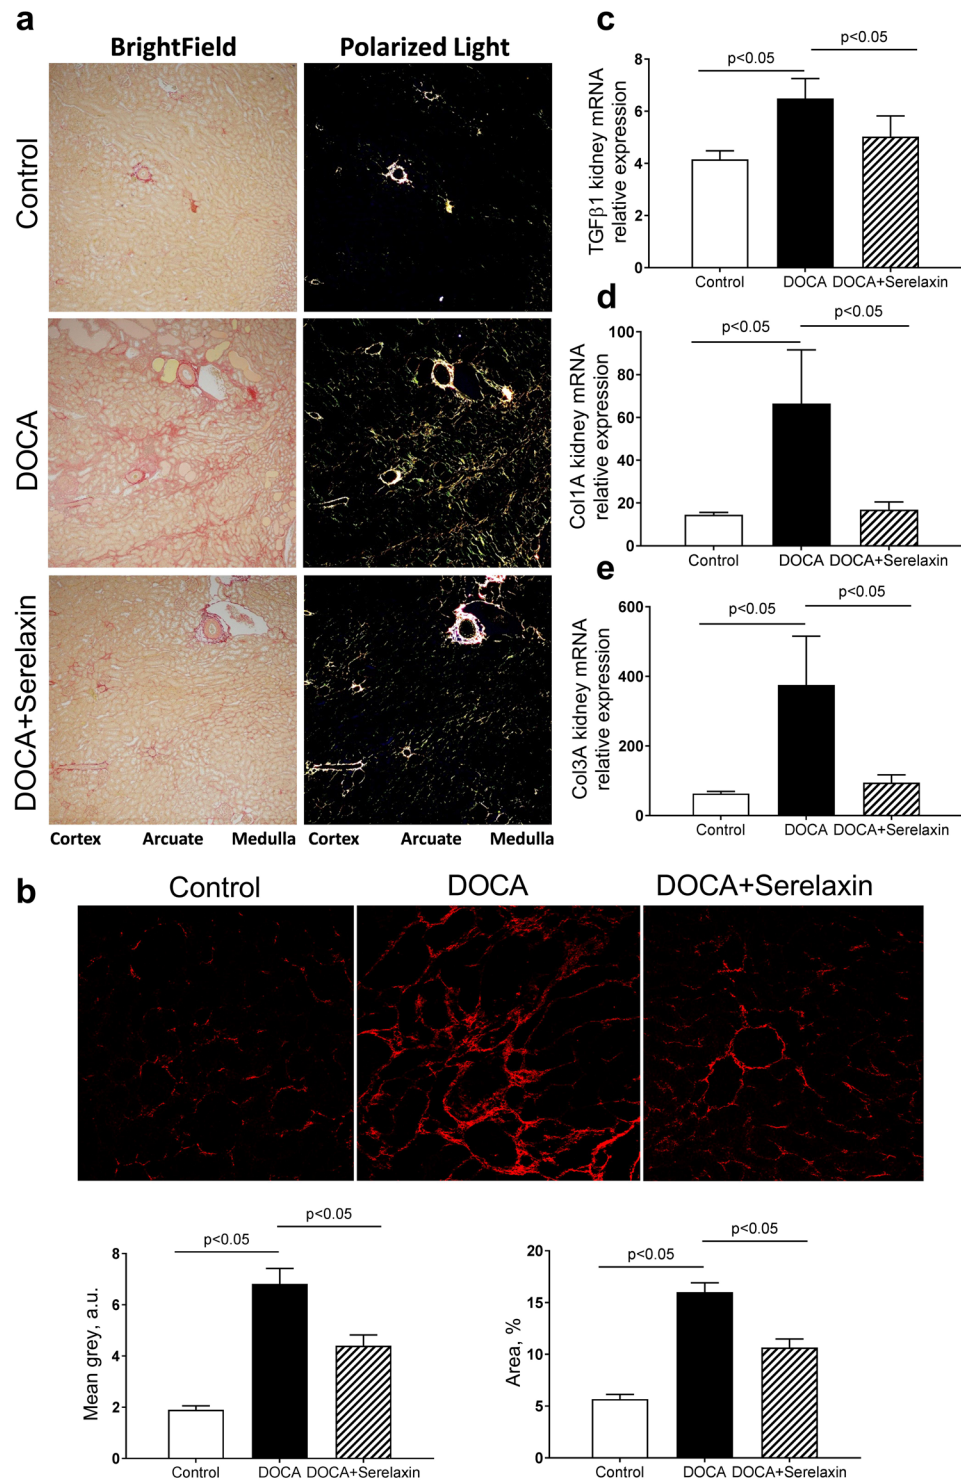 a
BrightField
Polarized Light
Control
DOCA
DOCA+Serelaxin
Cortex
Arcuate
Medulla
Cortex
Arcuate
Medulla
c
TGFβ1 kidney mRNA
relative expression
8
6
4
2
0
p<0.05
p<0.05
Control
DOCA
DOCA+Serelaxin
d
Col1A kidney mRNA
relative expression
100
80
60
40
20
0
p<0.05
p<0.05
Control
DOCA
DOCA+Serelaxin
e
Col3A kidney mRNA
relative expression
600
400
200
0
p<0.05
p<0.05
Control
DOCA
DOCA+Serelaxin
b
Control
DOCA
DOCA+Serelaxin
Mean grey, a.u.
8
6
4
2
0
p<0.05
p<0.05
Control
DOCA
DOCA+Serelaxin
Area, %
20
15
10
5
0
p<0.05
p<0.05
Control
DOCA
DOCA+Serelaxin